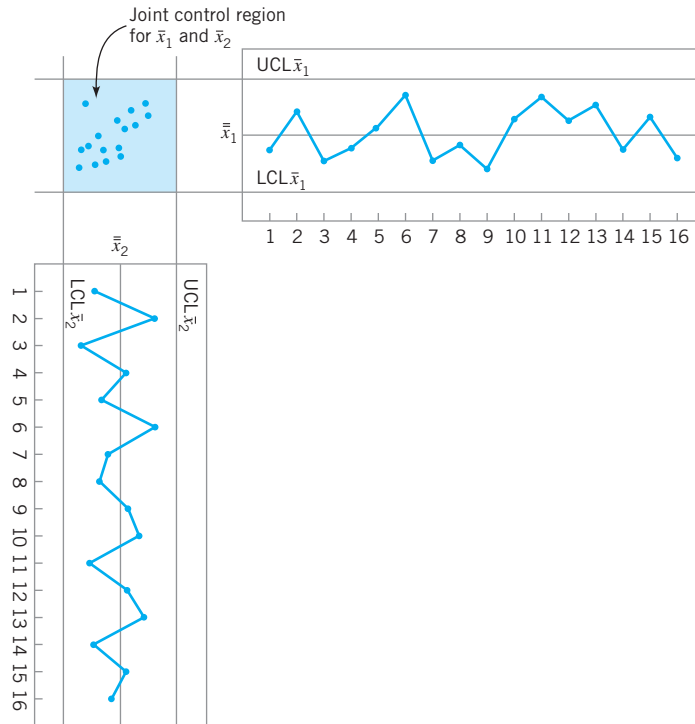 Joint control region
for x̄₁ and x̄₂
UCLx̄₁
x̿₁
LCLx̄₁
1 2 3 4 5 6 7 8 9 10 11 12 13 14 15 16
x̿₂
LCLx̄₂
UCLx̄₂
1
2
3
4
5
6
7
8
9
10
11
12
13
14
15
16